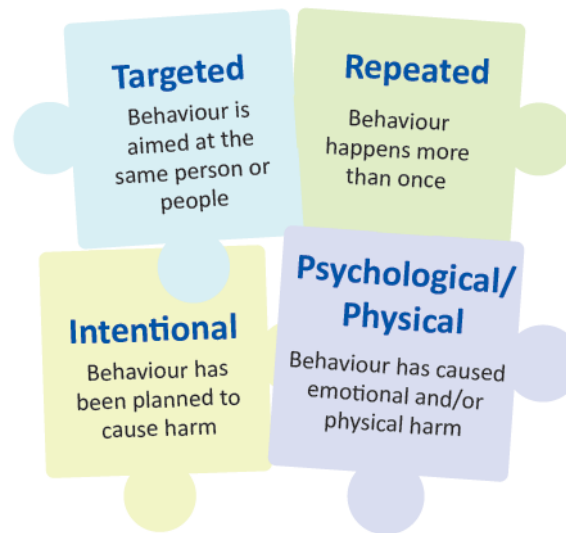 Targeted
Behaviour is
aimed at the
same person or
people
Repeated
Behaviour
happens more
than once
Intentional
Behaviour has
been planned to
cause harm
Psychological/
Physical
Behaviour has caused
emotional and/or
physical harm